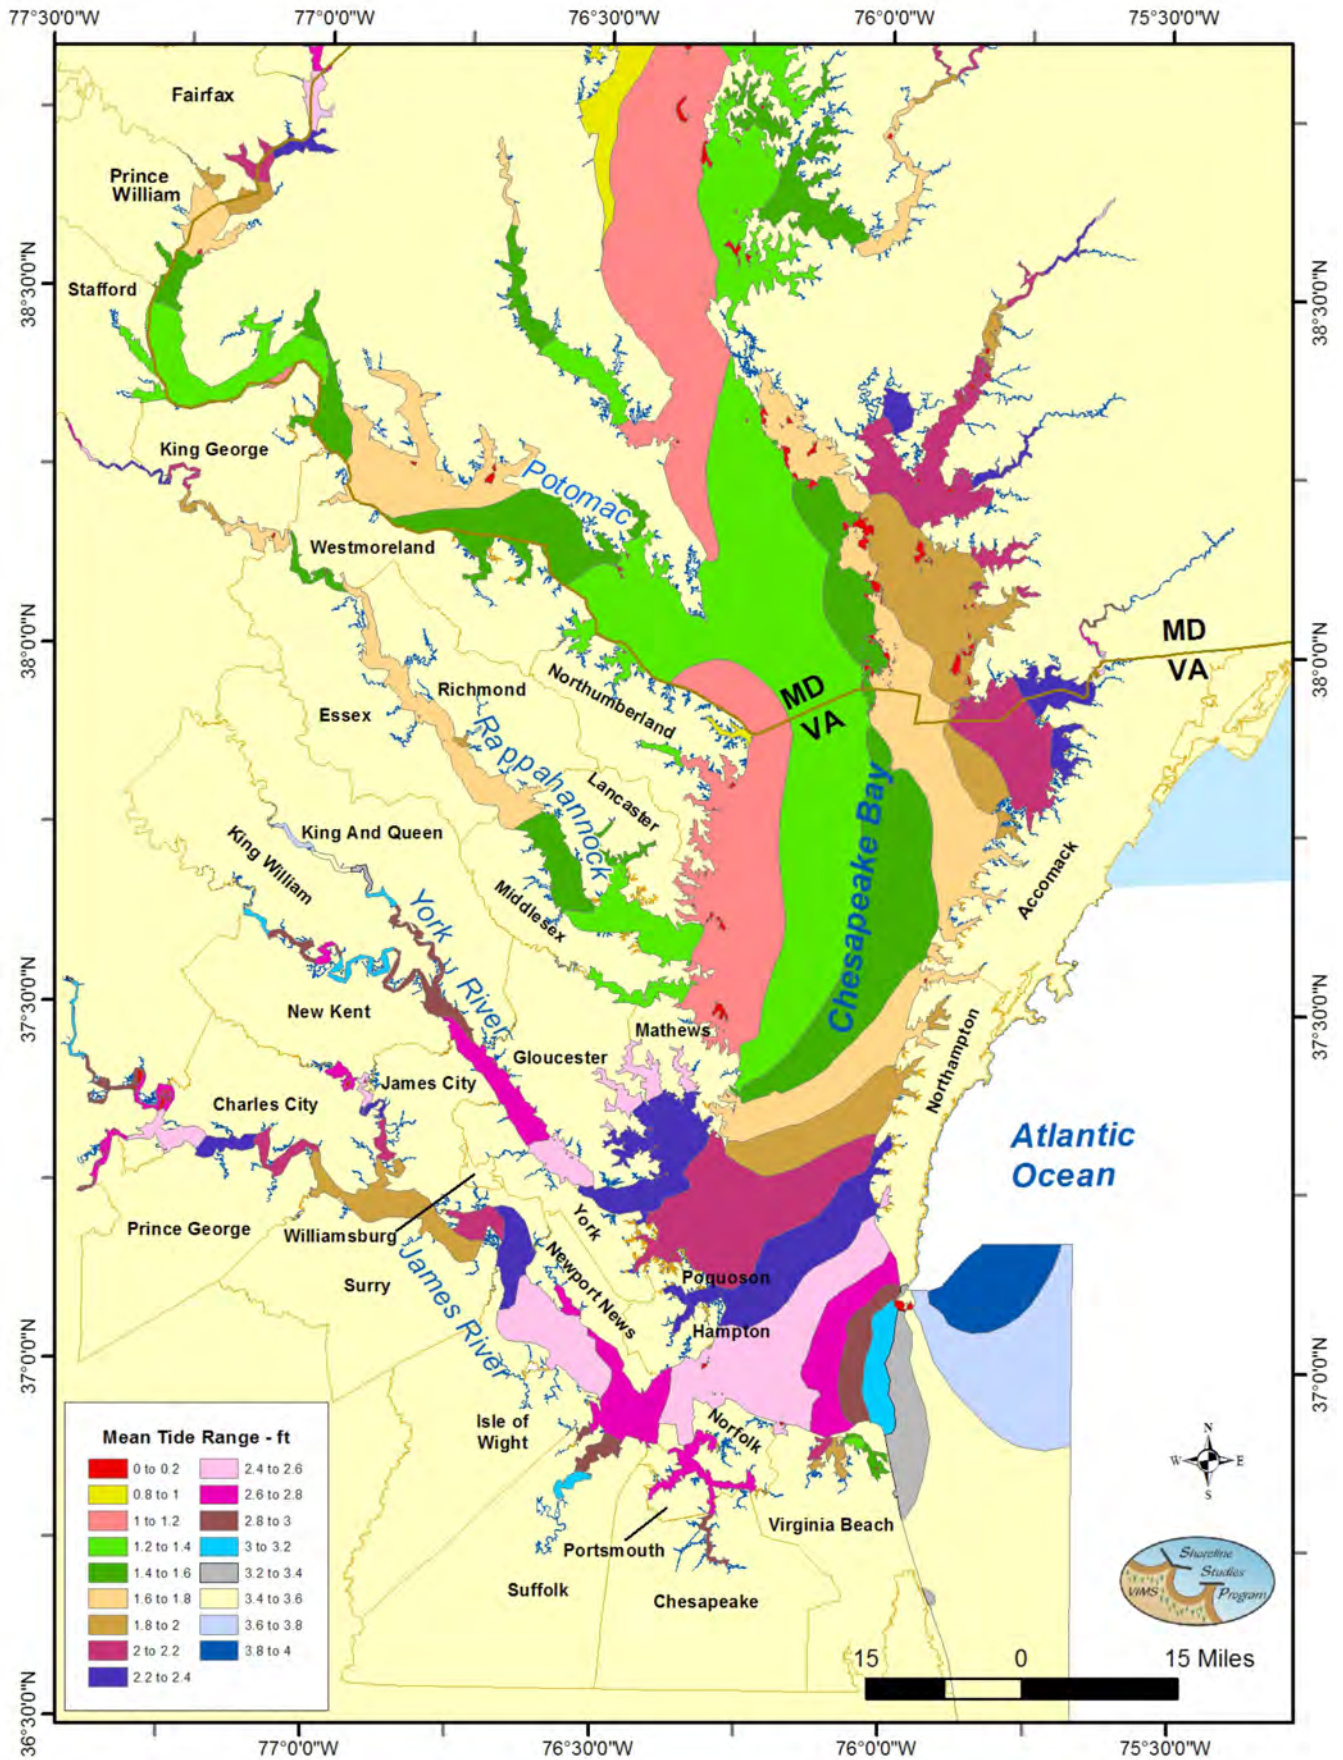 77°30'0"W
77°0'0"W
76°30'0"W
76°0'0"W
75°30'0"W
Fairfax
Prince
William
38°30'0"N
38°30'0"N
Stafford
King George
Potomac
Westmoreland
38°0'0"N
38°0'0"N
MD
VA
Richmond
Northumberland
MD
VA
Essex
Rappahannock
Lancaster
Chesapeake Bay
King And Queen
King William
Accomack
York River
Middlesex
37°30'0"N
37°30'0"N
New Kent
Mathews
Gloucester
Northampton
James City
Charles City
Atlantic
Ocean
Prince George
Williamsburg
York
James River
Newport News
Surry
Poquoson
Hampton
37°0'0"N
37°0'0"N
Isle of
Wight
Norfolk
Virginia Beach
Portsmouth
Suffolk
Chesapeake
Mean Tide Range - ft
0 to 0.2
0.8 to 1
1 to 1.2
1.2 to 1.4
1.4 to 1.6
1.6 to 1.8
1.8 to 2
2 to 2.2
2.2 to 2.4
2.4 to 2.6
2.6 to 2.8
2.8 to 3
3 to 3.2
3.2 to 3.4
3.4 to 3.6
3.6 to 3.8
3.8 to 4
N
W E
S
Shoreline
Studies
Program
VIMS
15 0 15 Miles
36°30'0"N
77°0'0"W
76°30'0"W
76°0'0"W
75°30'0"W